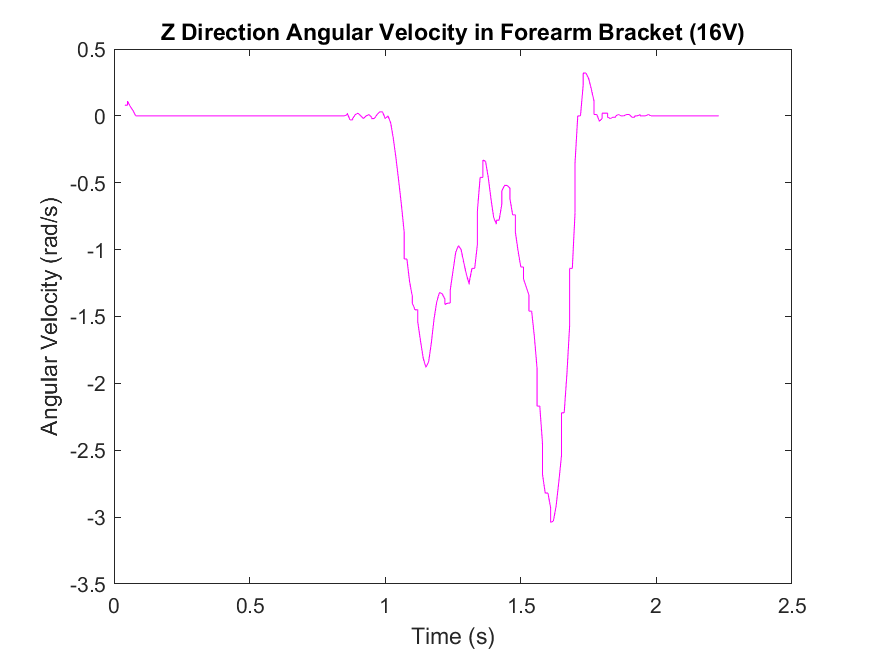 Z Direction Angular Velocity in Forearm Bracket (16V)
0.5
0
-0.5
-1
-1.5
-2
-2.5
-3
-3.5
Angular Velocity (rad/s)
0 0.5 1 1.5 2 2.5
Time (s)